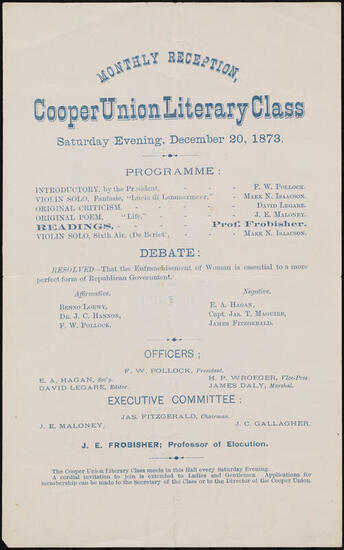 MONTHLY RECEPTION,
Cooper Union Literary Class
Saturday Evening, December 20, 1873.
PROGRAMME:
INTRODUCTORY, by the President, - - - - F. W. POLLOCK.
VIOLIN SOLO, Fantasie, "Lucia di Lammermoor," - - - MARK N. ISAACSON.
ORIGINAL CRITICISM, - - - - - DAVID LEGARE.
ORIGINAL POEM, "Life," - - - - J. E. MALONEY.
READINGS, - - - - - Prof. Frobisher.
VIOLIN SOLO, Sixth Air, (De Beriot), - - - MARK N. ISAACSON.
DEBATE:
RESOLVED—That the Enfranchisement of Woman is essential to a more
perfect form of Republican Government.
Affirmative.
BENNO LOEWY,
DR. J. C. HANNON,
F. W. POLLOCK.
Negative.
E. A. HAGAN,
Capt. JAS. T. MAGUIRE,
JAMES FITZGERALD.
OFFICERS;
F. W. POLLOCK, President.
E. A. HAGAN, Sec'y. H. P. WROEGER, Vice-Pres.
DAVID LEGARE, Editor. JAMES DALY, Marshal.
EXECUTIVE COMMITTEE:
JAS. FITZGERALD, Chairman.
J. E. MALONEY, J. C. GALLAGHER.
J. E. FROBISHER; Professor of Elocution.
The Cooper Union Literary Class meets in this Hall every Saturday Evening.
A cordial invitation to join is extended to Ladies and Gentlemen. Applications for
membership can be made to the Secretary of the Class or to the Director of the Cooper Union.